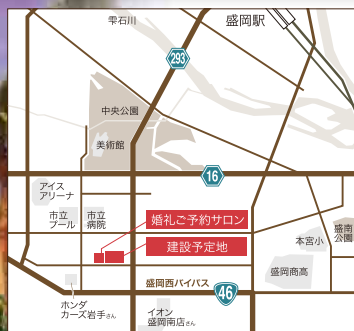 雫石川
盛岡駅
293
中央公園
美術館
16
アイス
アリーナ
市立
プール
市立
病院
婚礼ご予約サロン
建設予定地
本宮小
盛南
公園
盛岡商高
盛岡西バイパス
46
ホンダ
カーズ岩手さん
イオン
盛岡南店さん